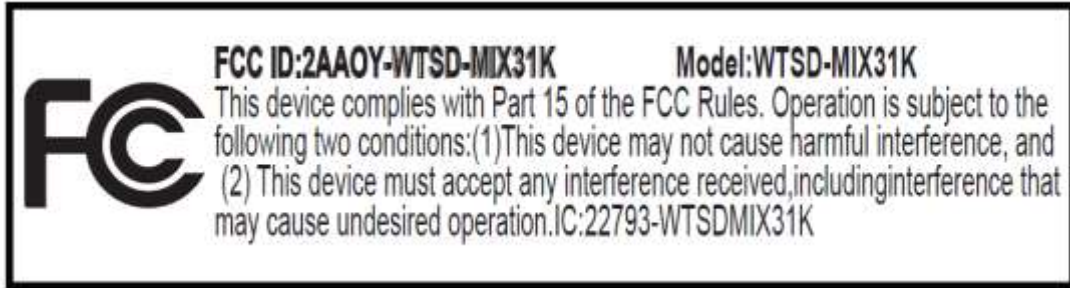 FCC ID:2AAOY-WTSD-MIX31K Model:WTSD-MIX31K
This device complies with Part 15 of the FCC Rules. Operation is subject to the
following two conditions:(1)This device may not cause harmful interference, and
(2) This device must accept any interference received,includinginterference that
may cause undesired operation.IC:22793-WTSDMIX31K
FC